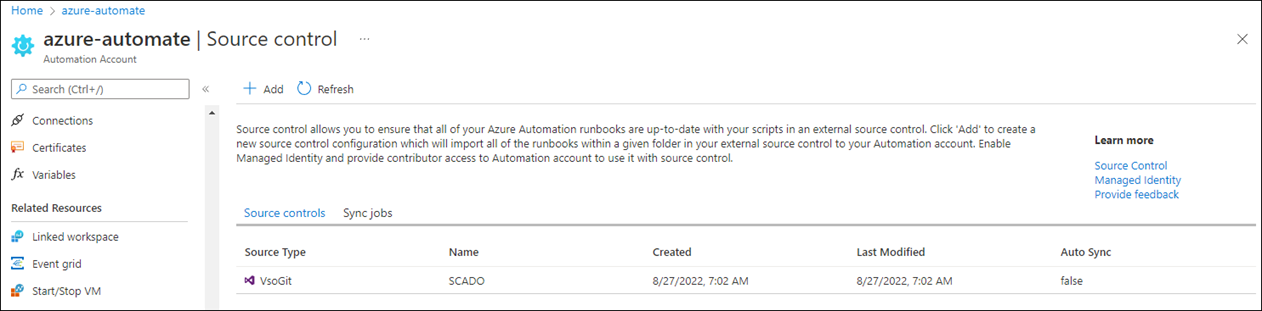 Home > azure-automate
azure-automate | Source control ...
Automation Account
Search (Ctrl+/)
«
Connections
Certificates
Variables
Related Resources
Linked workspace
Event grid
Start/Stop VM
Add Refresh
Source control allows you to ensure that all of your Azure Automation runbooks are up-to-date with your scripts in an external source control. Click 'Add' to create a
new source control configuration which will import all of the runbooks within a given folder in your external source control to your Automation account. Enable
Managed Identity and provide contributor access to Automation account to use it with source control.
Learn more
Source Control
Managed Identity
Provide feedback
Source controls Sync jobs
Source Type Name Created Last Modified Auto Sync
VsoGit SCADO 8/27/2022, 7:02 AM 8/27/2022, 7:02 AM false